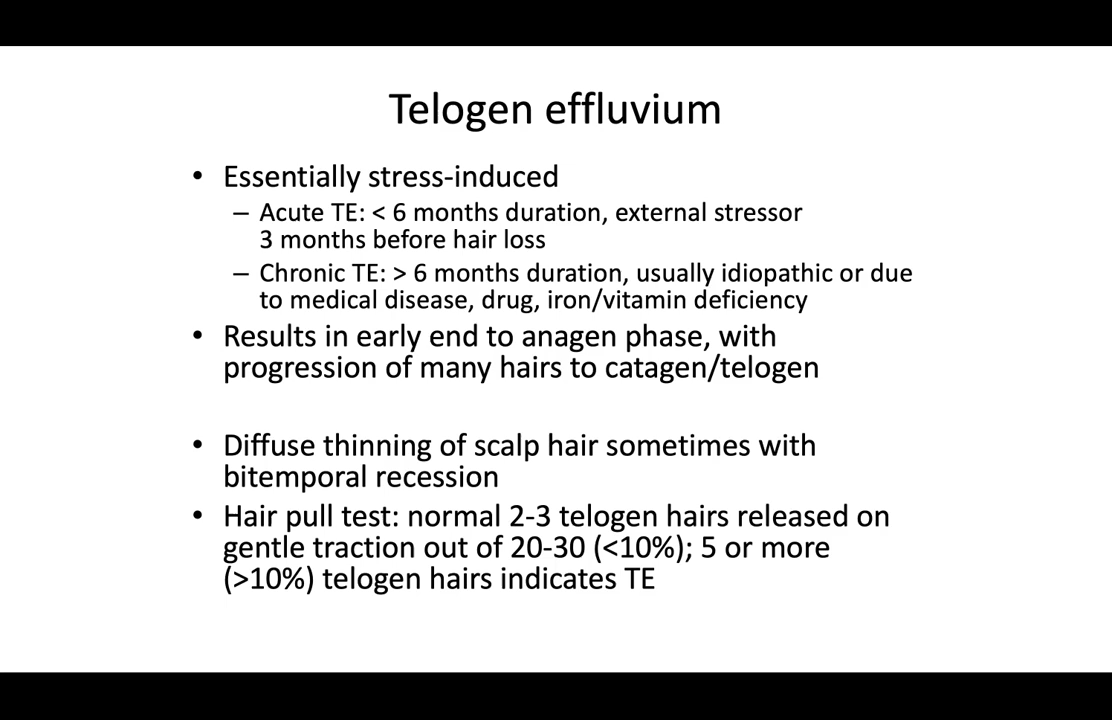 Telogen effluvium
• Essentially stress-induced
– Acute TE: < 6 months duration, external stressor
3 months before hair loss
– Chronic TE: > 6 months duration, usually idiopathic or due
to medical disease, drug, iron/vitamin deficiency
• Results in early end to anagen phase, with
progression of many hairs to catagen/telogen
• Diffuse thinning of scalp hair sometimes with
bitemporal recession
• Hair pull test: normal 2-3 telogen hairs released on
gentle traction out of 20-30 (<10%); 5 or more
(>10%) telogen hairs indicates TE